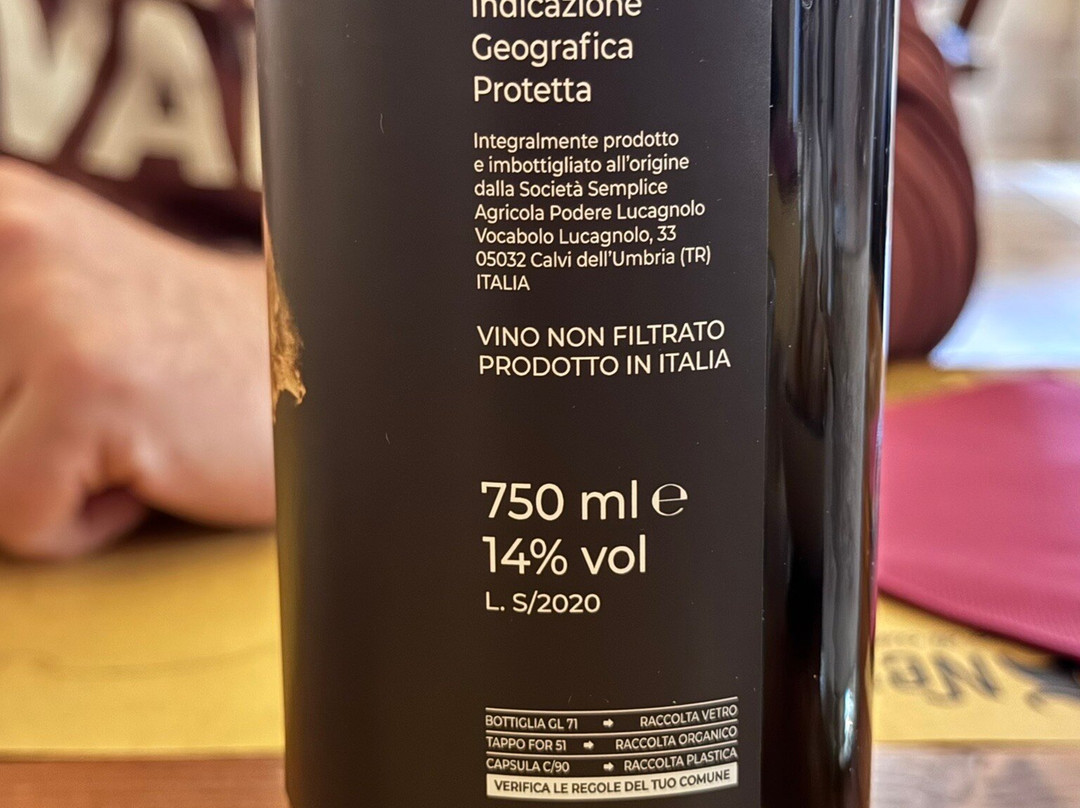 VA
Indicazione
Geografica
Protetta
Integralmente prodotto
e imbottigliato all'origine
dalla Società Semplice
Agricola Podere Lucagnolo
Vocabolo Lucagnolo, 33
05032 Calvi dell'Umbria (TR)
ITALIA
VINO NON FILTRATO
PRODOTTO IN ITALIA
750 ml ℮
14% vol
L. S/2020
BOTTIGLIA GL 71 ➡ RACCOLTA VETRO
TAPPO FOR 51 ➡ RACCOLTA ORGANICO
CAPSULA C/90 ➡ RACCOLTA PLASTICA
VERIFICA LE REGOLE DEL TUO COMUNE